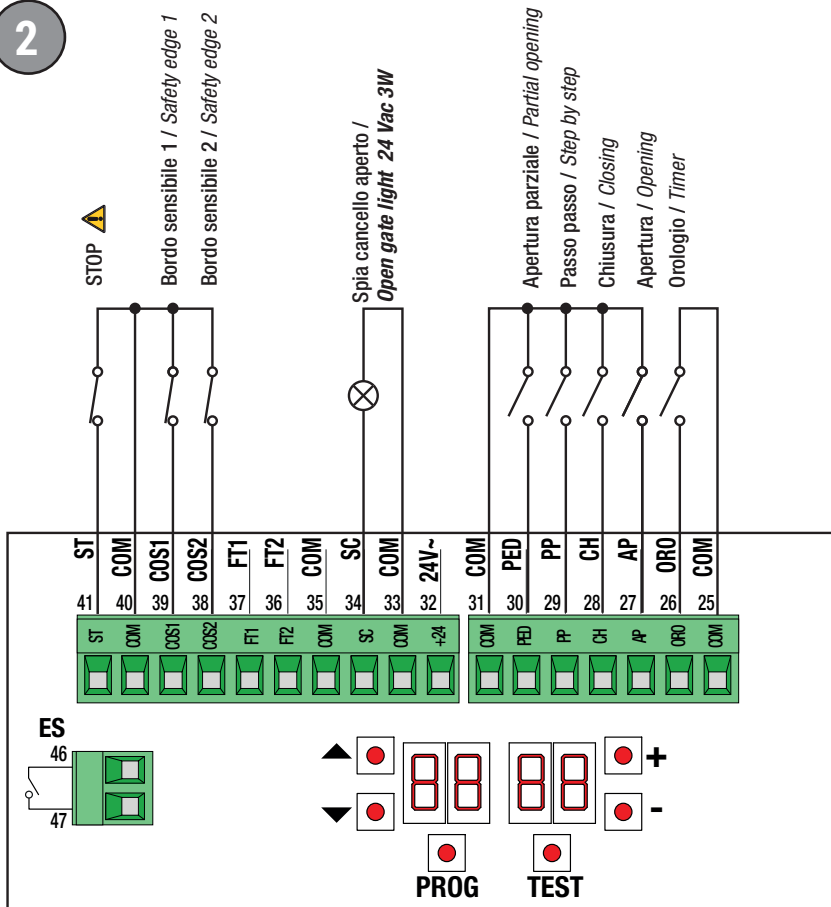 2
STOP
Bordo sensibile 1 / Safety edge 1
Bordo sensibile 2 / Safety edge 2
Spia cancello aperto /
Open gate light 24 Vac 3W
Apertura parziale / Partial opening
Passo passo / Step by step
Chiusura / Closing
Apertura / Opening
Orologio / Timer
ST COM COS1 COS2 FT1 FT2 COM SC COM 24V~ COM PED PP CH AP ORO COM
41 40 39 38 37 36 35 34 33 32 31 30 29 28 27 26 25
ST COM COS1 COS2 FT1 FT2 COM SC COM +24 COM PED PP CH AP ORO COM
ES
46
47
88 88
+
-
PROG TEST